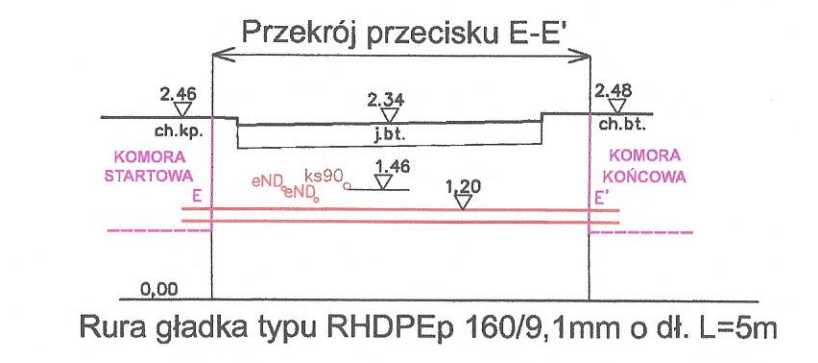 Przekrój przecisku E-E'
2.46
2.34
2.48
ch.kp.
j.bt.
ch.bt.
KOMORA
STARTOWA
KOMORA
KOŃCOWA
1.46
ks90
eND
eND
1,20
E
E'
0,00
Rura gładka typu RHDPEp 160/9,1mm o dł. L=5m